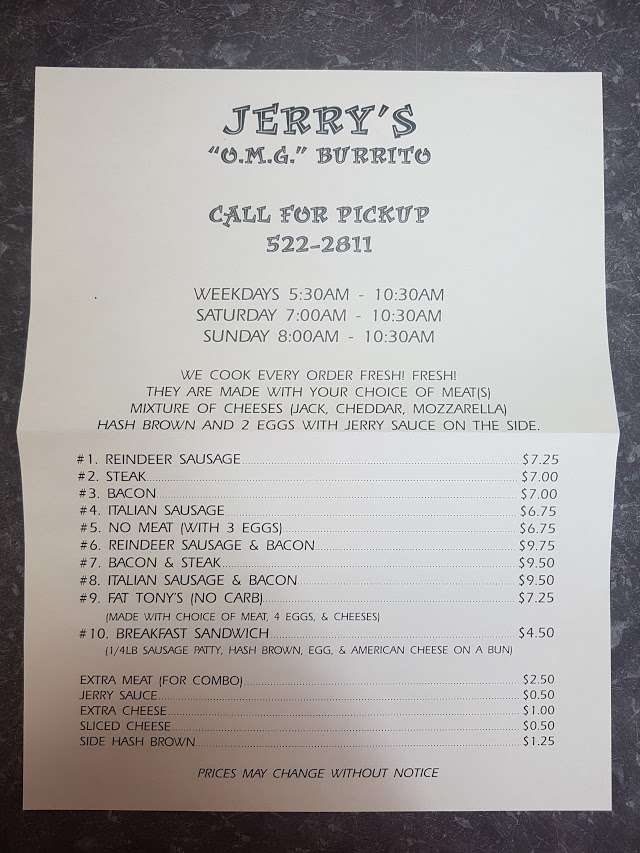 JERRY'S
"O.M.G." BURRITO
CALL FOR PICKUP
522-2811
WEEKDAYS 5:30AM - 10:30AM
SATURDAY 7:00AM - 10:30AM
SUNDAY 8:00AM - 10:30AM
WE COOK EVERY ORDER FRESH! FRESH!
THEY ARE MADE WITH YOUR CHOICE OF MEAT(S)
MIXTURE OF CHEESES (JACK, CHEDDAR, MOZZARELLA)
HASH BROWN AND 2 EGGS WITH JERRY SAUCE ON THE SIDE.
#1. REINDEER SAUSAGE $7.25
#2. STEAK $7.00
#3. BACON $7.00
#4. ITALIAN SAUSAGE $6.75
#5. NO MEAT (WITH 3 EGGS) $6.75
#6. REINDEER SAUSAGE & BACON $9.75
#7. BACON & STEAK $9.50
#8. ITALIAN SAUSAGE & BACON $9.50
#9. FAT TONY'S (NO CARB) $7.25
(MADE WITH CHOICE OF MEAT, 4 EGGS, & CHEESES)
#10. BREAKFAST SANDWICH $4.50
(1/4LB SAUSAGE PATTY, HASH BROWN, EGG, & AMERICAN CHEESE ON A BUN)
EXTRA MEAT (FOR COMBO) $2.50
JERRY SAUCE $0.50
EXTRA CHEESE $1.00
SLICED CHEESE $0.50
SIDE HASH BROWN $1.25
PRICES MAY CHANGE WITHOUT NOTICE